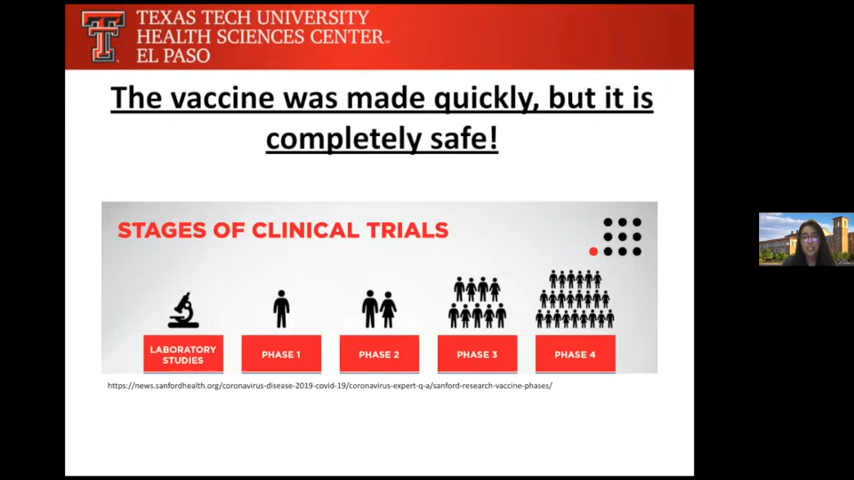 TEXAS TECH UNIVERSITY
HEALTH SCIENCES CENTER™
EL PASO
The vaccine was made quickly, but it is
completely safe!
STAGES OF CLINICAL TRIALS
LABORATORY
STUDIES
PHASE 1
PHASE 2
PHASE 3
PHASE 4
https://news.sanfordhealth.org/coronavirus-disease-2019-covid-19/coronavirus-expert-q-a/sanford-research-vaccine-phases/